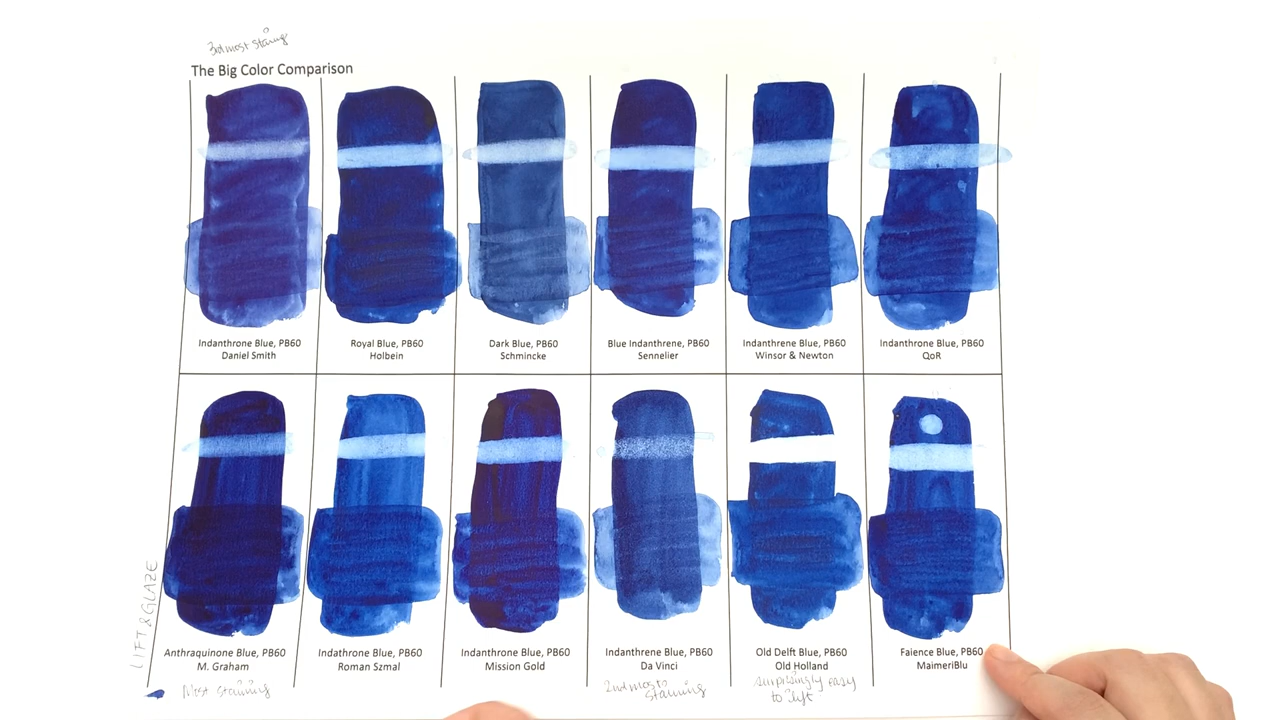 3rd most staing
The Big Color Comparison
Indanthrone Blue, PB60
Daniel Smith
Royal Blue, PB60
Holbein
Dark Blue, PB60
Schmincke
Blue Indanthrene, PB60
Sennelier
Indanthrene Blue, PB60
Winsor & Newton
Indanthrone Blue, PB60
QoR
Anthraquinone Blue, PB60
M. Graham
Indathrone Blue, PB60
Roman Szmal
Indanthrone Blue, PB60
Mission Gold
Indanthrene Blue, PB60
Da Vinci
Old Delft Blue, PB60
Old Holland
Faience Blue, PB60
MaimeriBlu
LIFT & GLAZE
Most staining
2nd most
staining
surprisingly easy
to lift